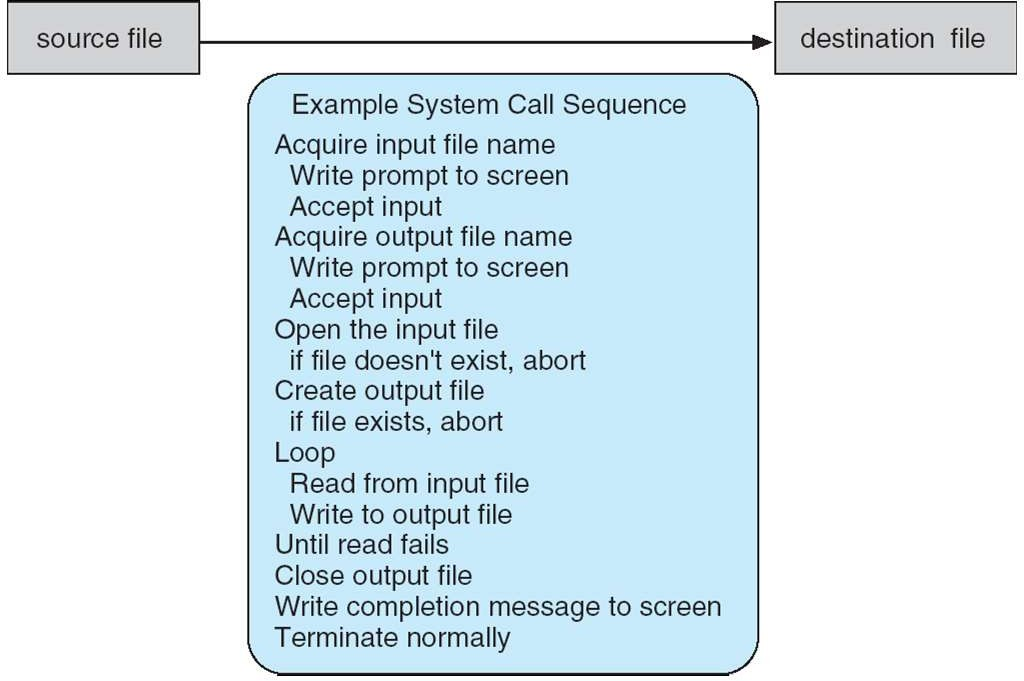 source file
destination file
Example System Call Sequence
Acquire input file name
Write prompt to screen
Accept input
Acquire output file name
Write prompt to screen
Accept input
Open the input file
if file doesn't exist, abort
Create output file
if file exists, abort
Loop
Read from input file
Write to output file
Until read fails
Close output file
Write completion message to screen
Terminate normally